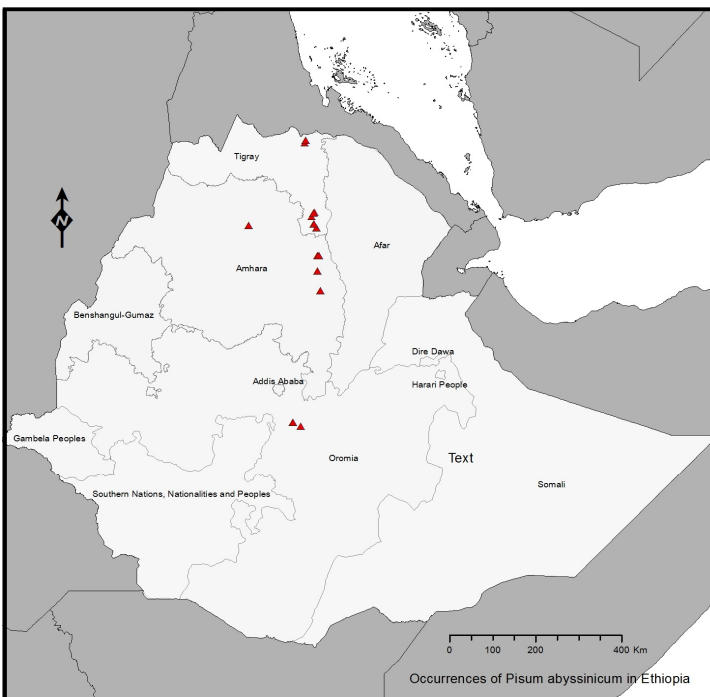 Tigray
N
Afar
Amhara
Benshangul-Gumaz
Dire Dawa
Addis Ababa
Harari People
Gambela Peoples
Oromia
Text
Somali
Southern Nations, Nationalities and Peoples
0 100 200 400 Km
Occurrences of Pisum abyssinicum in Ethiopia